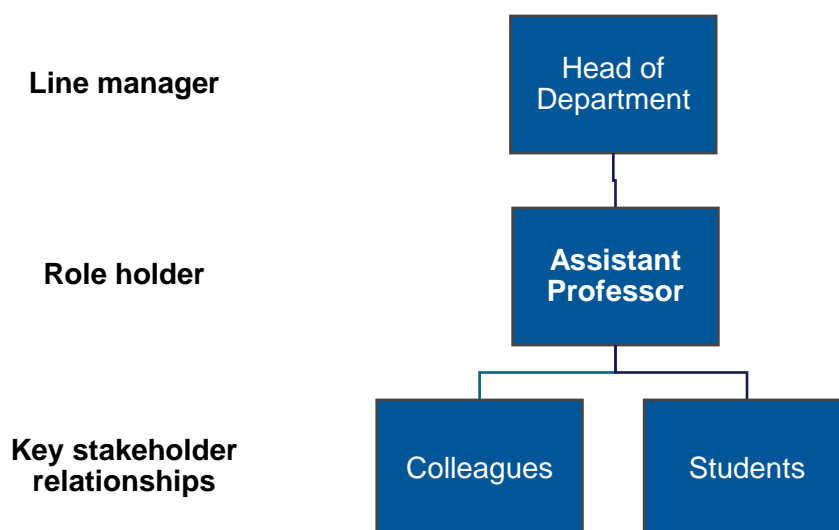 Line manager
Head of
Department
Role holder
Assistant
Professor
Key stakeholder
relationships
Colleagues
Students